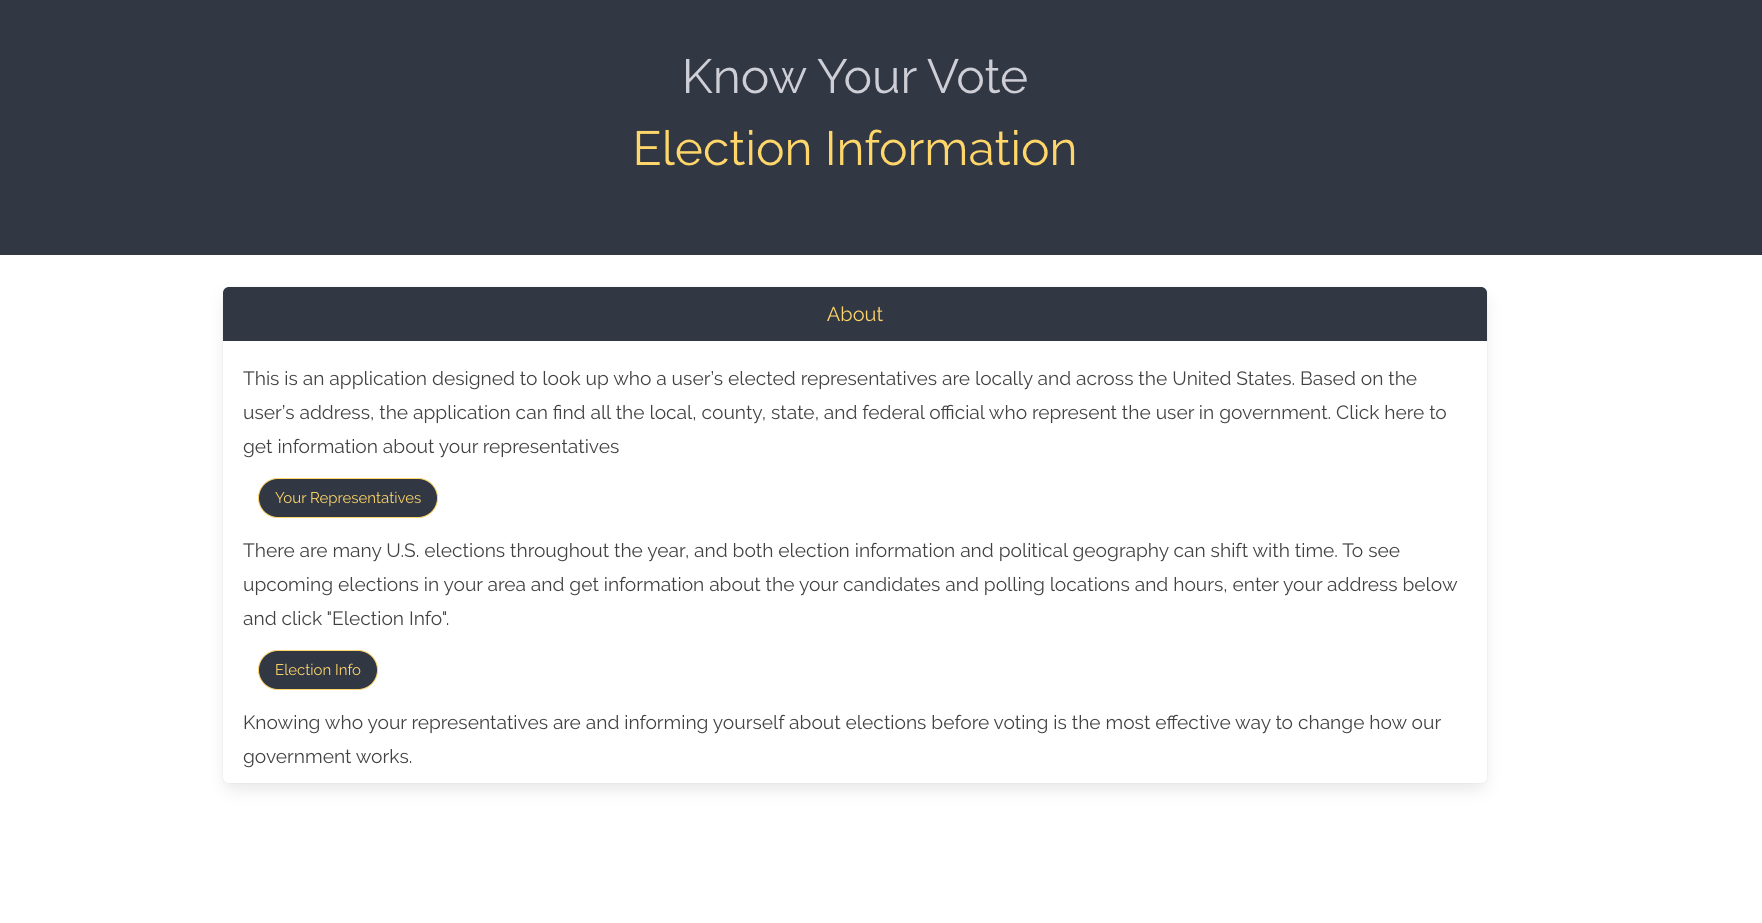 Know Your Vote
Election Information
About
This is an application designed to look up who a user's elected representatives are locally and across the United States. Based on the
user's address, the application can find all the local, county, state, and federal official who represent the user in government. Click here to
get information about your representatives
Your Representatives
There are many U.S. elections throughout the year, and both election information and political geography can shift with time. To see
upcoming elections in your area and get information about the your candidates and polling locations and hours, enter your address below
and click "Election Info".
Election Info
Knowing who your representatives are and informing yourself about elections before voting is the most effective way to change how our
government works.